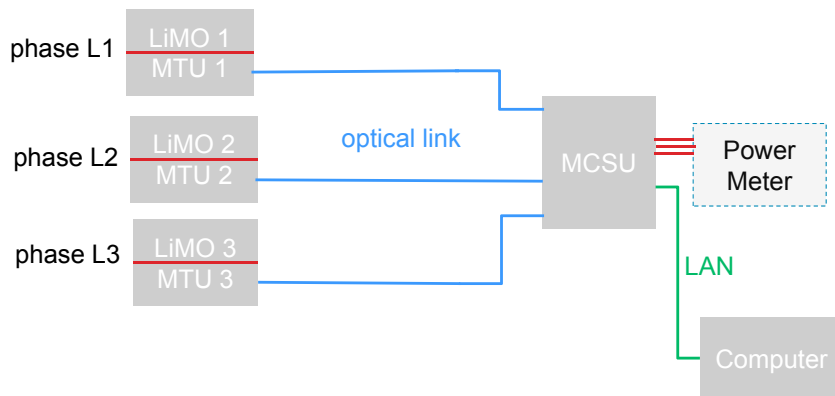 phase L1
LiMO 1
MTU 1
phase L2
LiMO 2
MTU 2
phase L3
LiMO 3
MTU 3
optical link
MCSU
Power
Meter
LAN
Computer